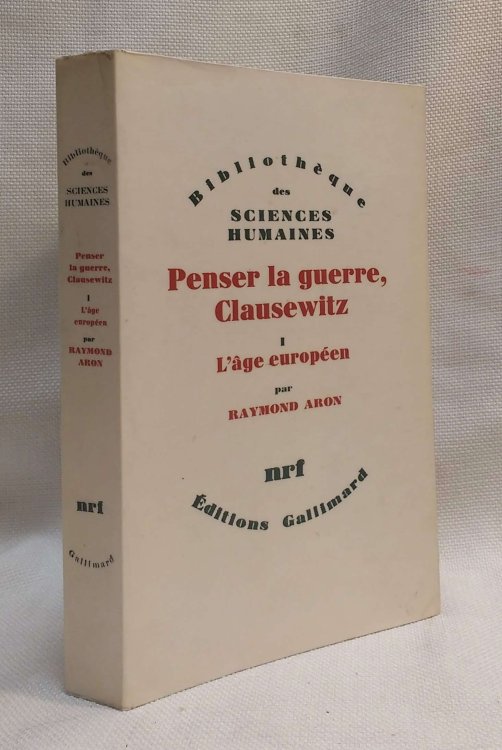 Bibliothèque
des
SCIENCES
HUMAINES
Penser
la guerre,
Clausewitz
I
L'âge
européen
par
RAYMOND
ARON
nrf
Gallimard
Bibliothèque
des
SCIENCES
HUMAINES
Penser la guerre,
Clausewitz
I
L'âge européen
par
RAYMOND ARON
nrf
Éditions Gallimard